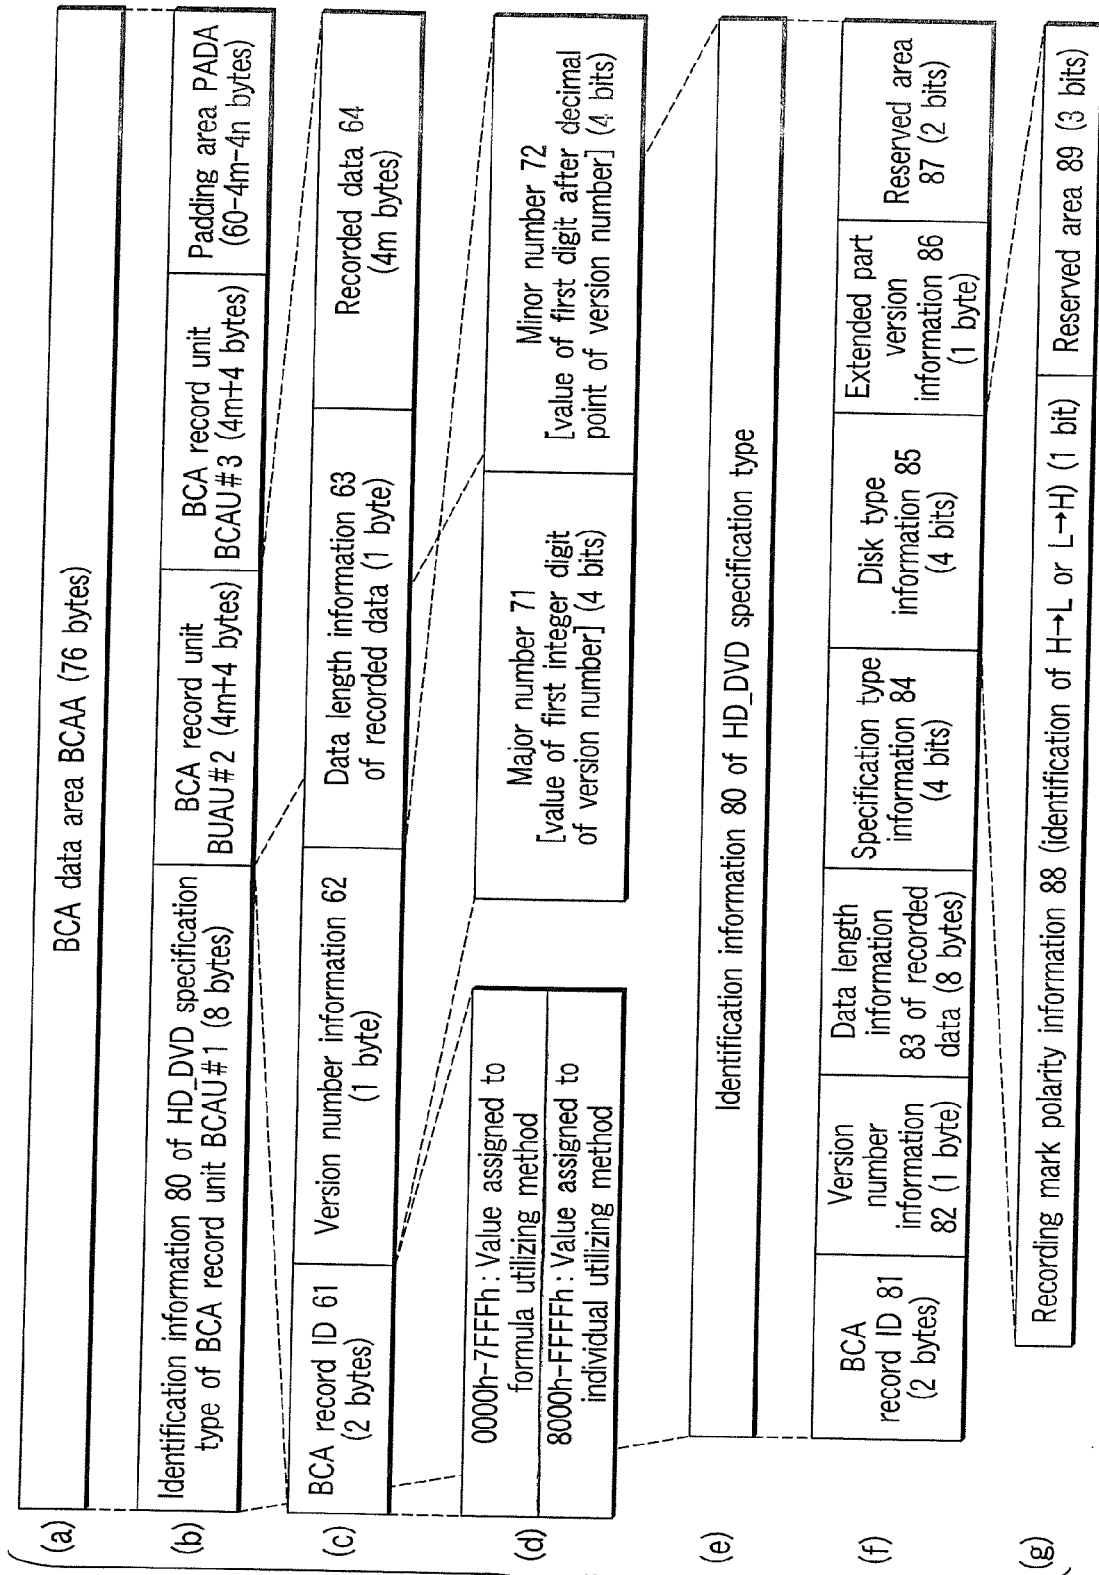 (a)
BCA data area BCAA (76 bytes)
(b)
Identification information 80 of HD_DVD specification
type of BCA record unit BCAU#1 (8 bytes)
BCA record unit
BUAU#2 (4m+4 bytes)
BCA record unit
BCAU#3 (4m+4 bytes)
Padding area PADA
(60-4m-4n bytes)
(c)
BCA record ID 61
(2 bytes)
Version number information 62
(1 byte)
Data length information 63
of recorded data (1 byte)
Recorded data 64
(4m bytes)
(d)
0000h-7FFFh: Value assigned to
formula utilizing method
8000h-FFFFh: Value assigned to
individual utilizing method
Major number 71
[value of first integer digit
of version number] (4 bits)
Minor number 72
[value of first digit after decimal
point of version number] (4 bits)
(e)
Identification information 80 of HD_DVD specification type
(f)
BCA
record ID 81
(2 bytes)
Version
number
information
82 (1 byte)
Data length
information
83 of recorded
data (8 bytes)
Specification type
information 84
(4 bits)
Disk type
information 85
(4 bits)
Extended part
version
information 86
(1 byte)
Reserved area
87 (2 bits)
(g)
Recording mark polarity information 88 (identification of H→L or L→H) (1 bit)
Reserved area 89 (3 bits)